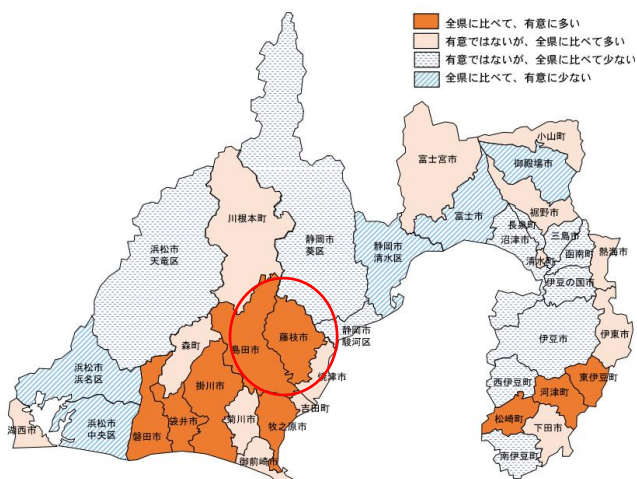 全県に比べて、有意に多い
有意ではないが、全県に比べて多い
有意ではないが、全県に比べて少ない
全県に比べて、有意に少ない
小山町
富士宮市
御殿場市
川根本町
裾野市
長泉町
富士市
静岡市
清水区
静岡市
葵区
浜松市
天竜区
沼津市
三島市
函南町
清水町
熱海市
伊豆の国市
静岡市
駿河区
藤枝市
島田市
森町
伊豆市
伊東市
焼津市
浜松市
浜名区
掛川市
西伊豆町
東伊豆町
河津町
吉田町
湖西市
浜松市
中央区
磐田市
袋井市
菊川市
牧之原市
松崎町
下田市
御前崎市
南伊豆町